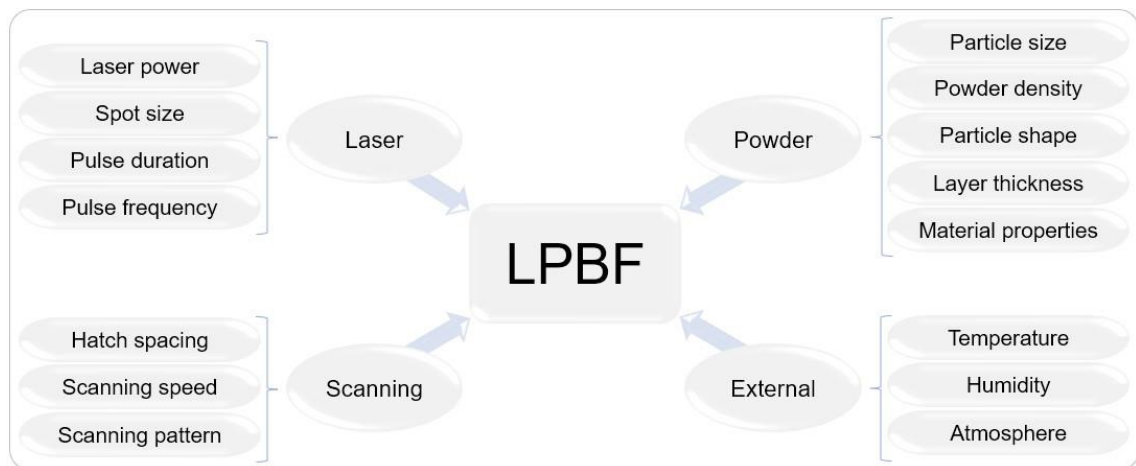 Laser power
Spot size
Pulse duration
Pulse frequency
Laser
Particle size
Powder density
Particle shape
Layer thickness
Material properties
Powder
LPBF
Hatch spacing
Scanning speed
Scanning pattern
Scanning
Temperature
Humidity
Atmosphere
External